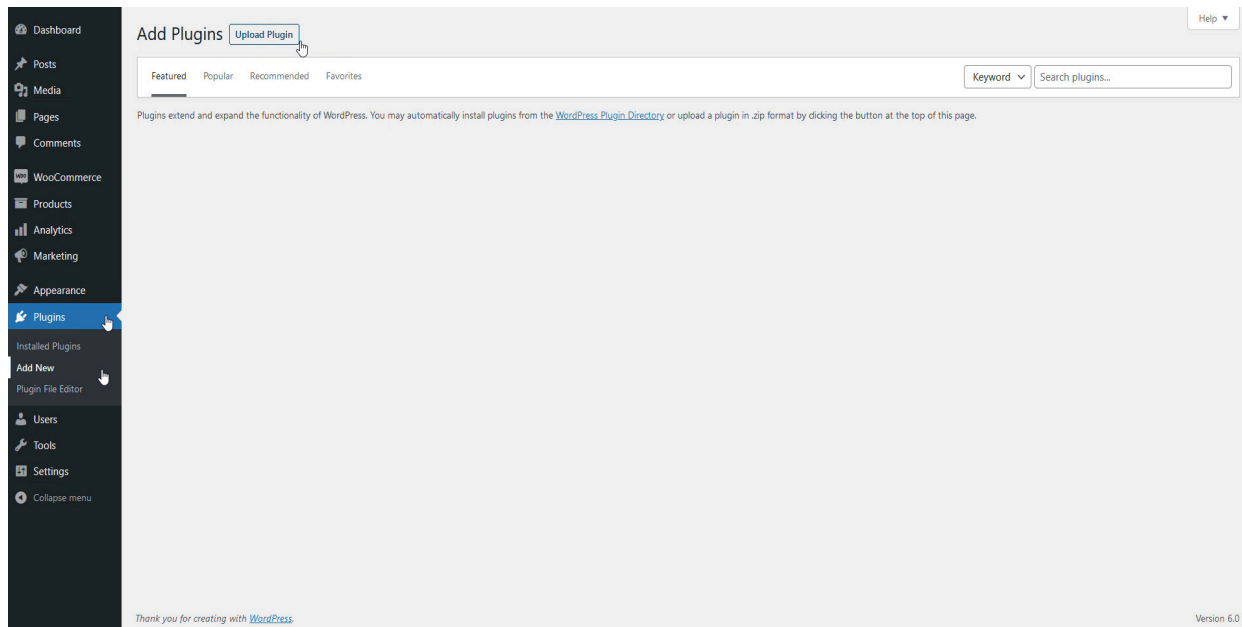 Dashboard
Posts
Media
Pages
Comments
WooCommerce
Products
Analytics
Marketing
Appearance
Plugins
Installed Plugins
Add New
Plugin File Editor
Users
Tools
Settings
Collapse menu
Help ▼
Add Plugins Upload Plugin
Featured Popular Recommended Favorites Keyword Search plugins...
Plugins extend and expand the functionality of WordPress. You may automatically install plugins from the WordPress Plugin Directory or upload a plugin in .zip format by clicking the button at the top of this page.
Thank you for creating with WordPress. Version 6.0